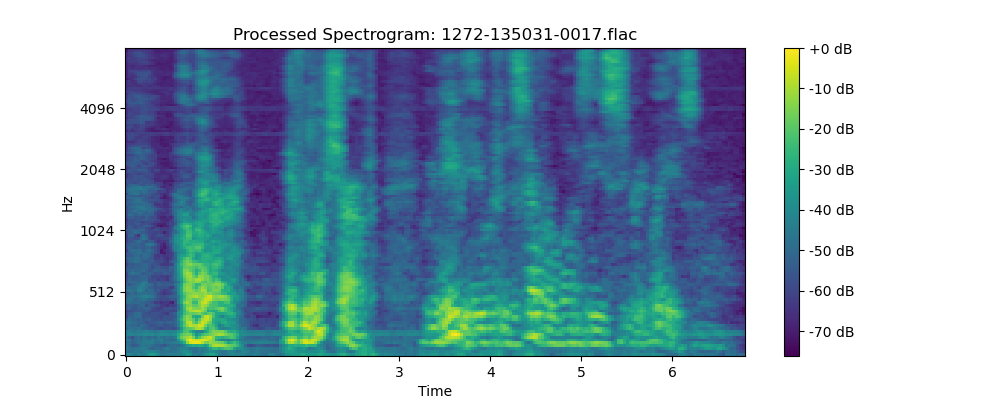 Processed Spectrogram: 1272-135031-0017.flac
Hz
4096
2048
1024
512
0
0 1 2 3 4 5 6
Time
+0 dB
-10 dB
-20 dB
-30 dB
-40 dB
-50 dB
-60 dB
-70 dB